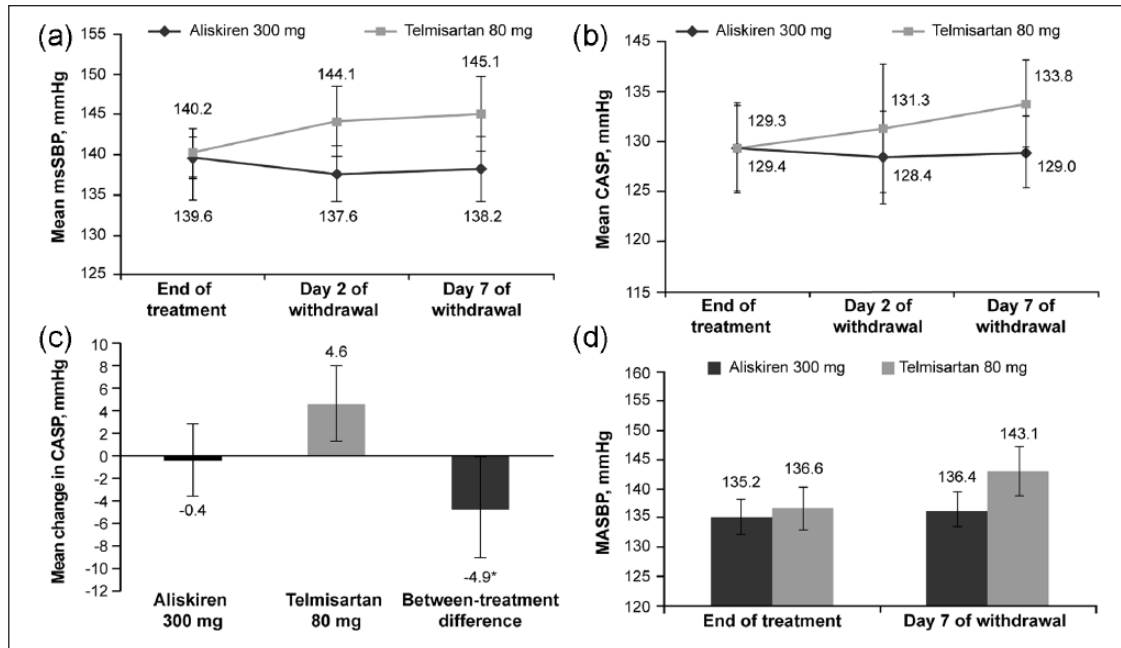 (a)
Aliskiren 300 mg
Telmisartan 80 mg
Mean msSBP, mmHg
155
150
145
140
135
130
125
140.2
144.1
145.1
139.6
137.6
138.2
End of treatment
Day 2 of withdrawal
Day 7 of withdrawal
(b)
Aliskiren 300 mg
Telmisartan 80 mg
Mean CASP, mmHg
145
140
135
130
125
120
115
129.3
131.3
133.8
129.4
128.4
129.0
End of treatment
Day 2 of withdrawal
Day 7 of withdrawal
(c)
Mean change in CASP, mmHg
10
8
6
4
2
0
-2
-4
-6
-8
-10
-12
4.6
-0.4
-4.9*
Aliskiren 300 mg
Telmisartan 80 mg
Between-treatment difference
(d)
Aliskiren 300 mg
Telmisartan 80 mg
MASBP, mmHg
160
155
150
145
140
135
130
125
120
135.2
136.6
136.4
143.1
End of treatment
Day 7 of withdrawal